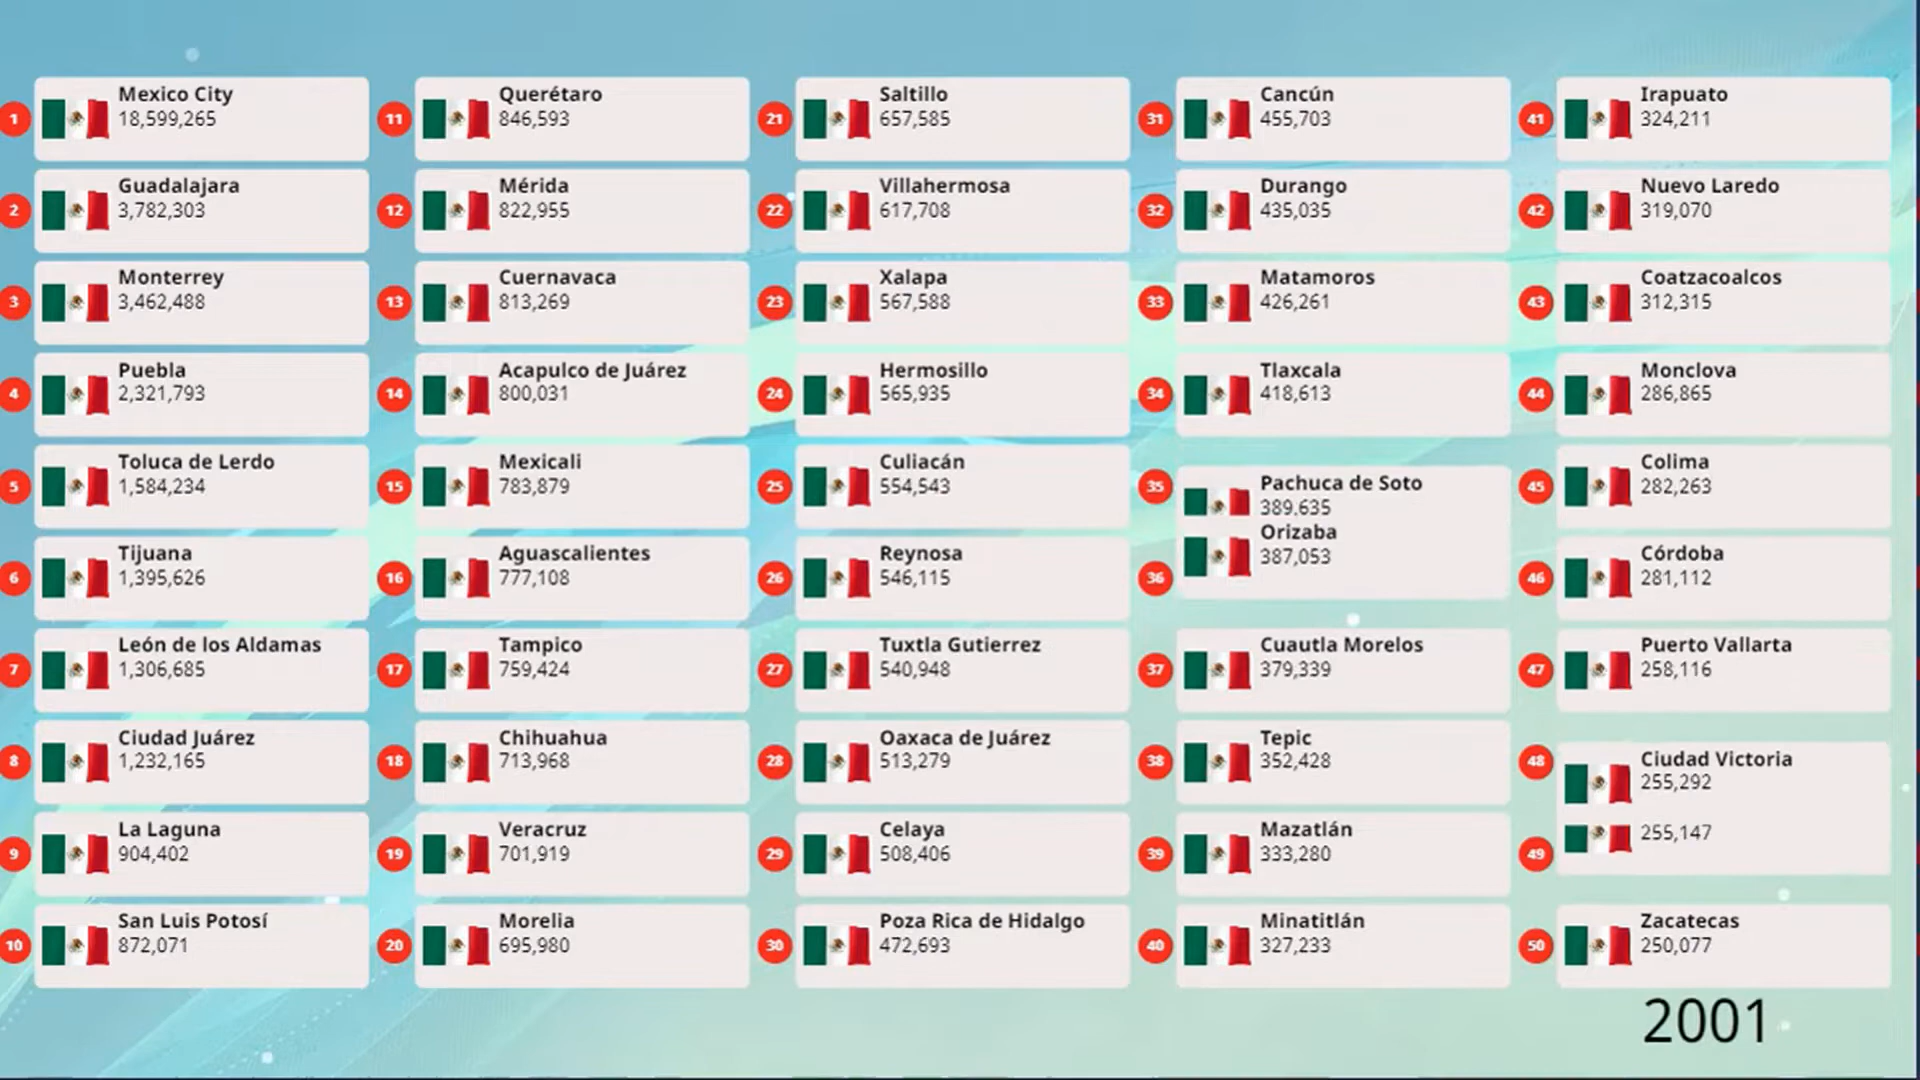 1
Mexico City
18,599,265
2
Guadalajara
3,782,303
3
Monterrey
3,462,488
4
Puebla
2,321,793
5
Toluca de Lerdo
1,584,234
6
Tijuana
1,395,626
7
León de los Aldamas
1,306,685
8
Ciudad Juárez
1,232,165
9
La Laguna
904,402
10
San Luis Potosí
872,071
11
Querétaro
846,593
12
Mérida
822,955
13
Cuernavaca
813,269
14
Acapulco de Juárez
800,031
15
Mexicali
783,879
16
Aguascalientes
777,108
17
Tampico
759,424
18
Chihuahua
713,968
19
Veracruz
701,919
20
Morelia
695,980
21
Saltillo
657,585
22
Villahermosa
617,708
23
Xalapa
567,588
24
Hermosillo
565,935
25
Culiacán
554,543
26
Reynosa
546,115
27
Tuxtla Gutierrez
540,948
28
Oaxaca de Juárez
513,279
29
Celaya
508,406
30
Poza Rica de Hidalgo
472,693
31
Cancún
455,703
32
Durango
435,035
33
Matamoros
426,261
34
Tlaxcala
418,613
35
Pachuca de Soto
389,635
36
Orizaba
387,053
37
Cuautla Morelos
379,339
38
Tepic
352,428
39
Mazatlán
333,280
40
Minatitlán
327,233
41
Irapuato
324,211
42
Nuevo Laredo
319,070
43
Coatzacoalcos
312,315
44
Monclova
286,865
45
Colima
282,263
46
Córdoba
281,112
47
Puerto Vallarta
258,116
48
Ciudad Victoria
255,292
49
255,147
50
Zacatecas
250,077
2001